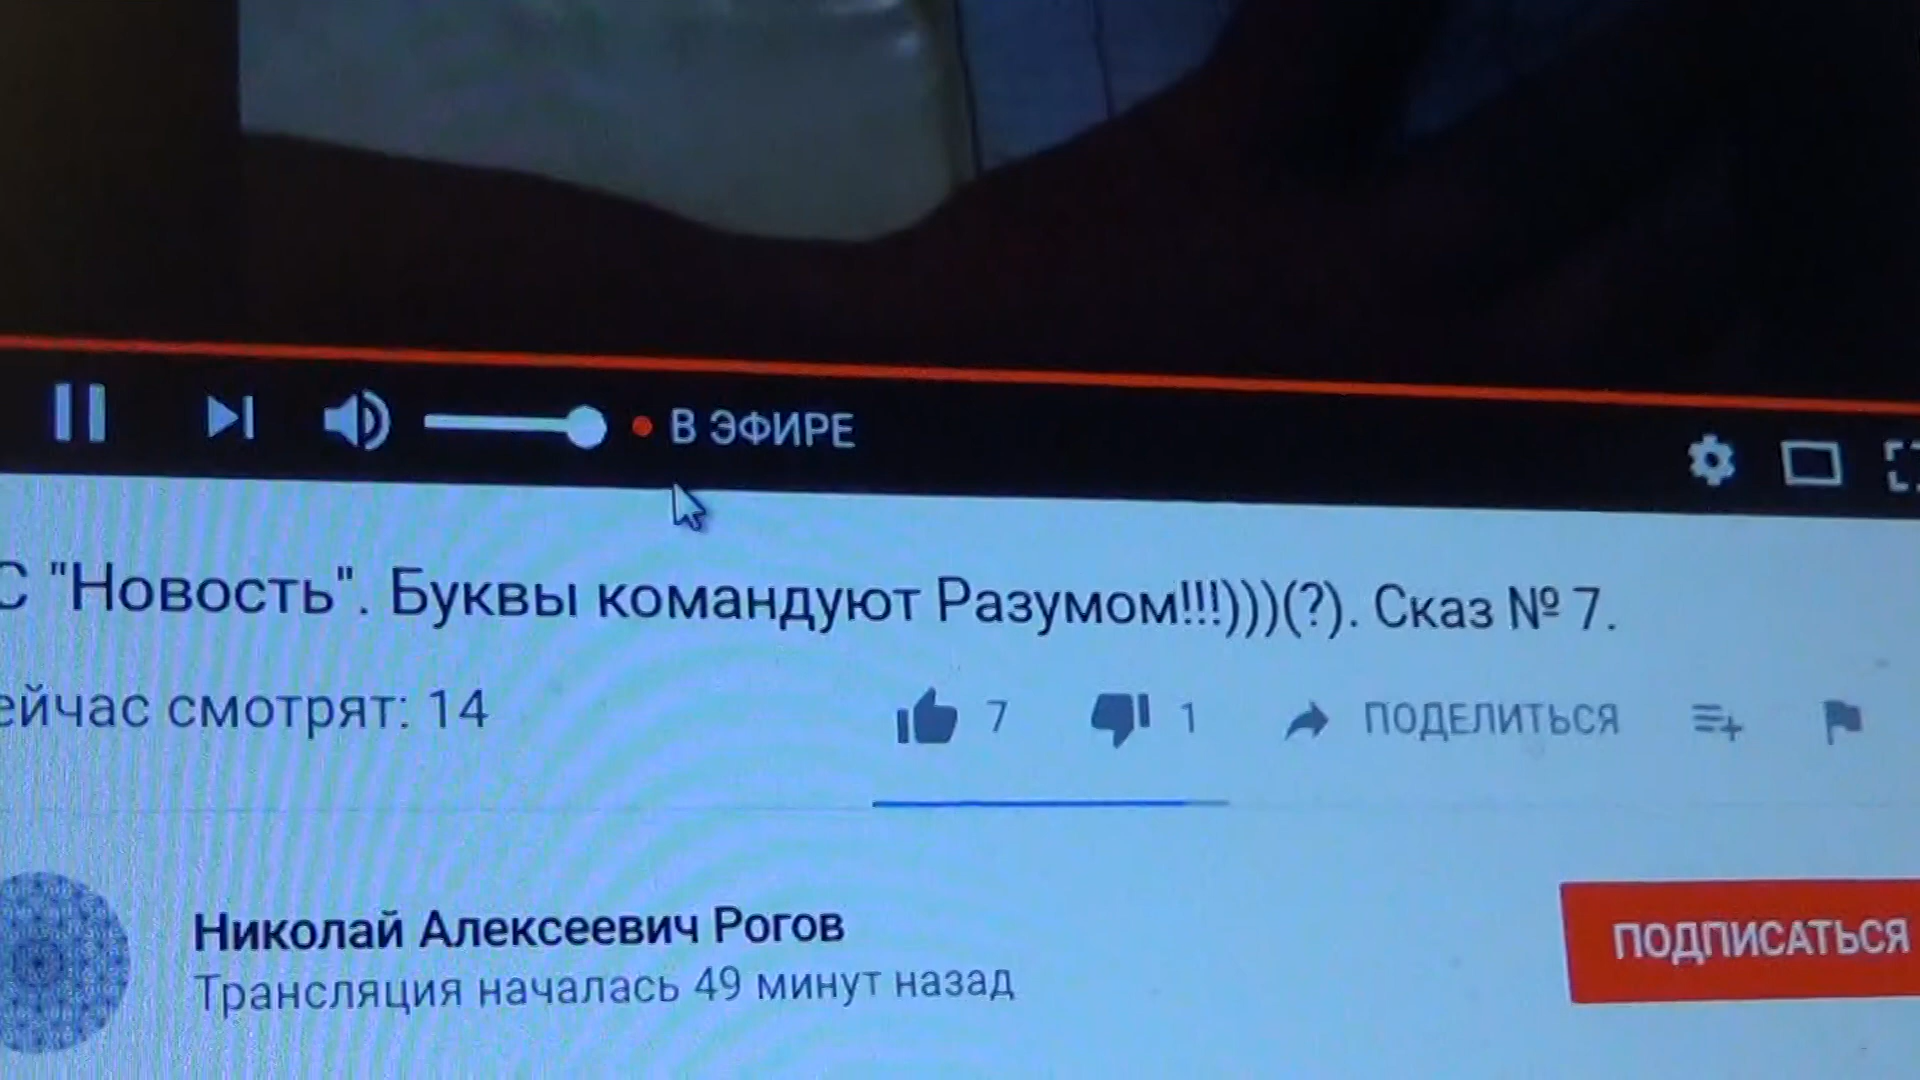 В ЭФИРЕ
С "Новость". Буквы командуют Разумом!!!)))(?). Сказ № 7.
ейчас смотрят: 14
7 1 ПОДЕЛИТЬСЯ
Николай Алексеевич Рогов
ПОДПИСАТЬСЯ
Трансляция началась 49 минут назад